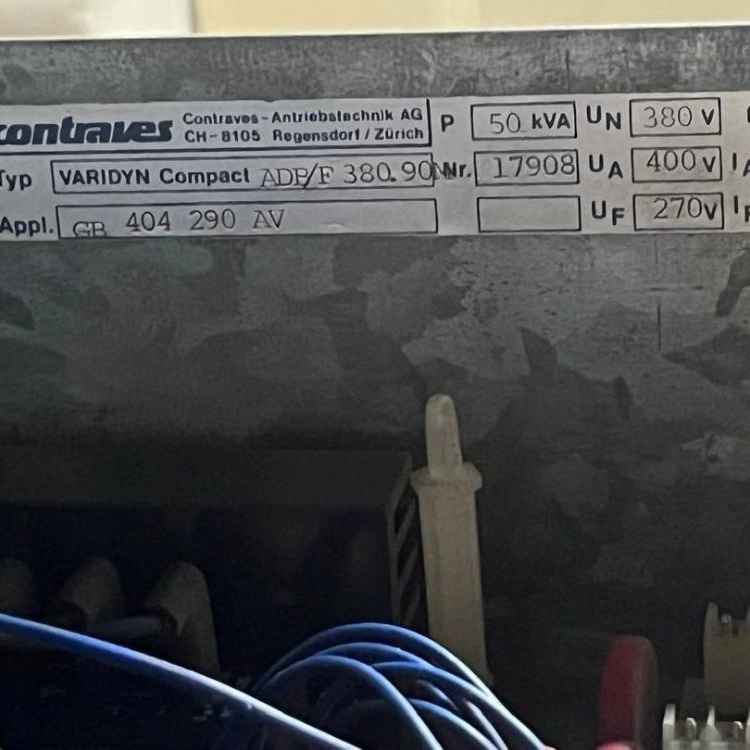 contraves Contraves-Antriebstechnik AG
CH-8105 Regensdorf / Zürich
P 50 kVA UN 380 V
Typ VARIDYN Compact ADP/F 380.90 Nr. 17908 UA 400 V I
Appl. GB 404 290 AV UF 270 V I